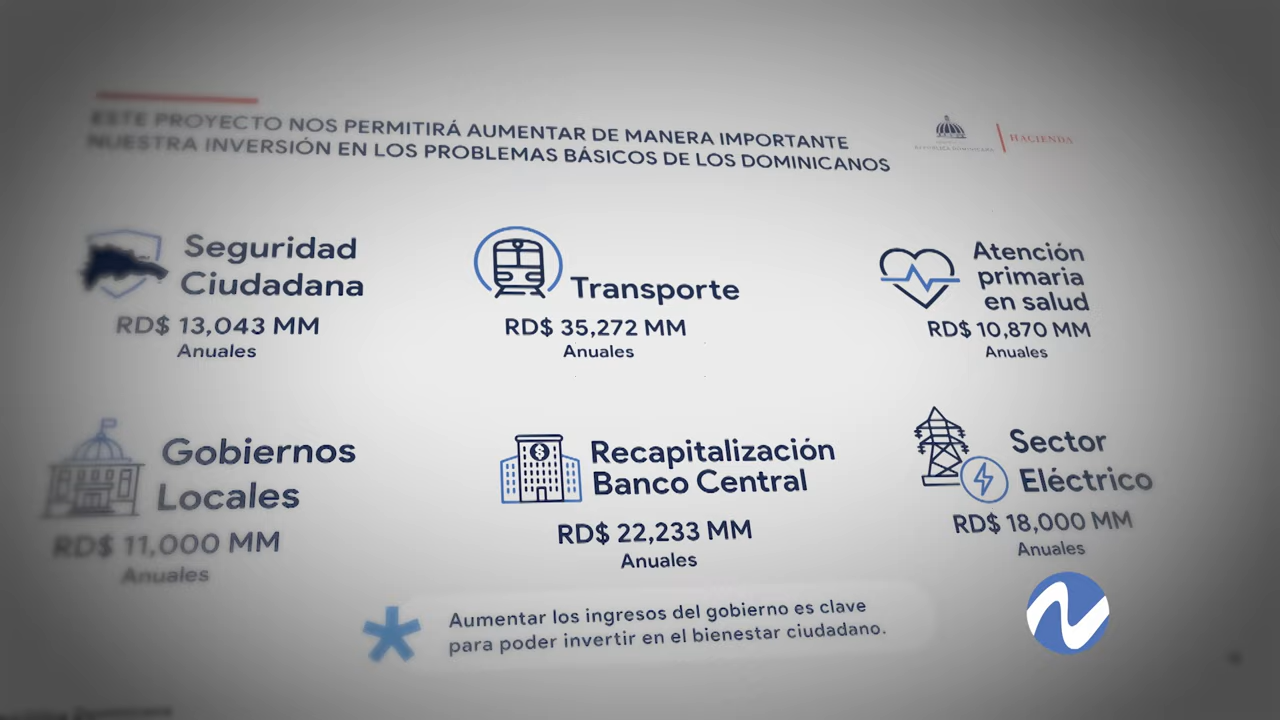 ESTE PROYECTO NOS PERMITIRÁ AUMENTAR DE MANERA IMPORTANTE
NUESTRA INVERSIÓN EN LOS PROBLEMAS BÁSICOS DE LOS DOMINICANOS
REPÚBLICA DOMINICANA
HACIENDA
Seguridad
Ciudadana
RD$ 13,043 MM
Anuales
Transporte
RD$ 35,272 MM
Anuales
Atención
primaria
en salud
RD$ 10,870 MM
Anuales
Gobiernos
Locales
RD$ 11,000 MM
Anuales
Recapitalización
Banco Central
RD$ 22,233 MM
Anuales
Sector
Eléctrico
RD$ 18,000 MM
Anuales
Aumentar los ingresos del gobierno es clave
para poder invertir en el bienestar ciudadano.